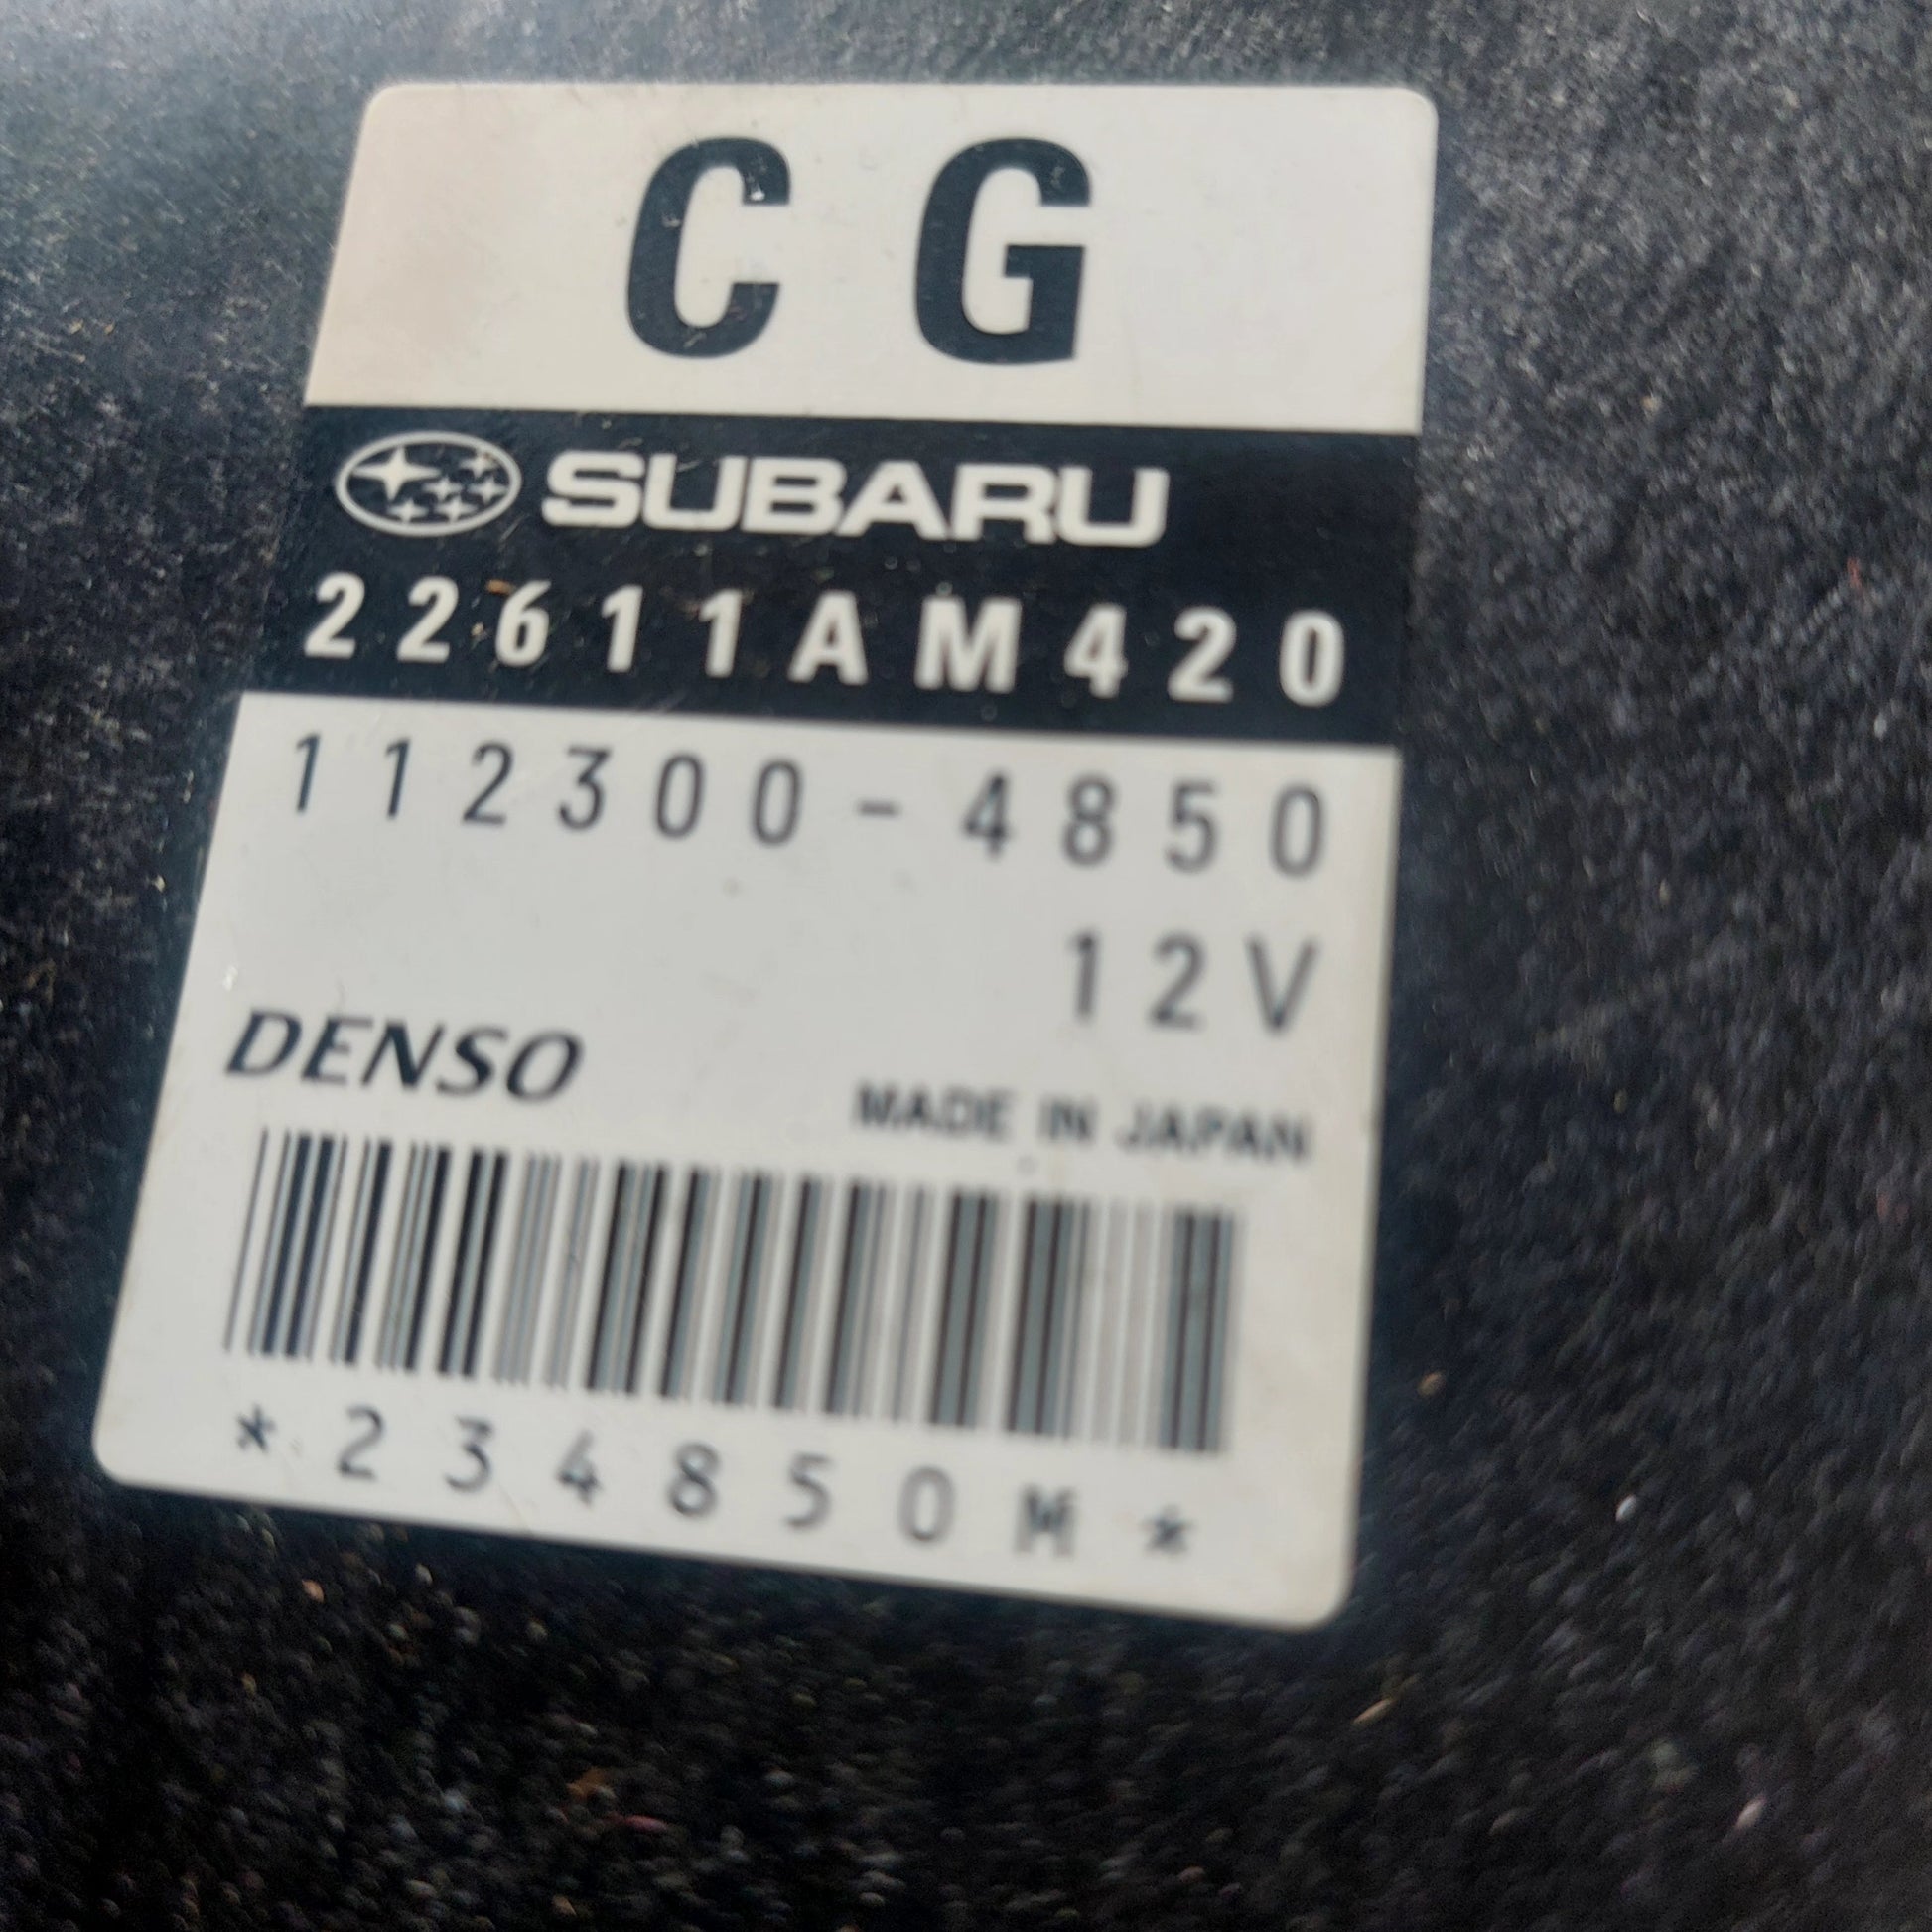 CG
SUBARU
22611AM420
112300-4850
12V
DENSO
MADE IN JAPAN
*234850M*